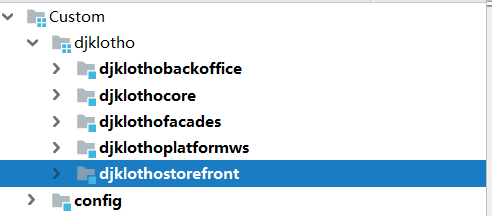 Custom
djklotho
djklothobackoffice
djklothocore
djklothofacades
djklothoplatformws
djklothostorefront
config